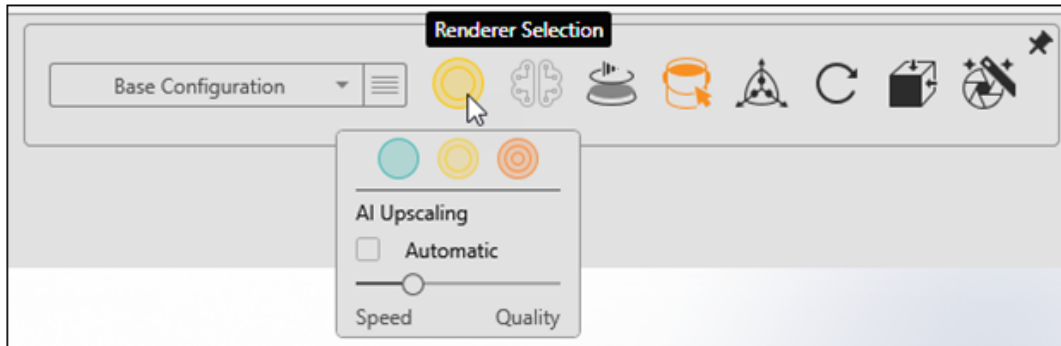 Renderer Selection
Base Configuration
AI Upscaling
Automatic
Speed Quality